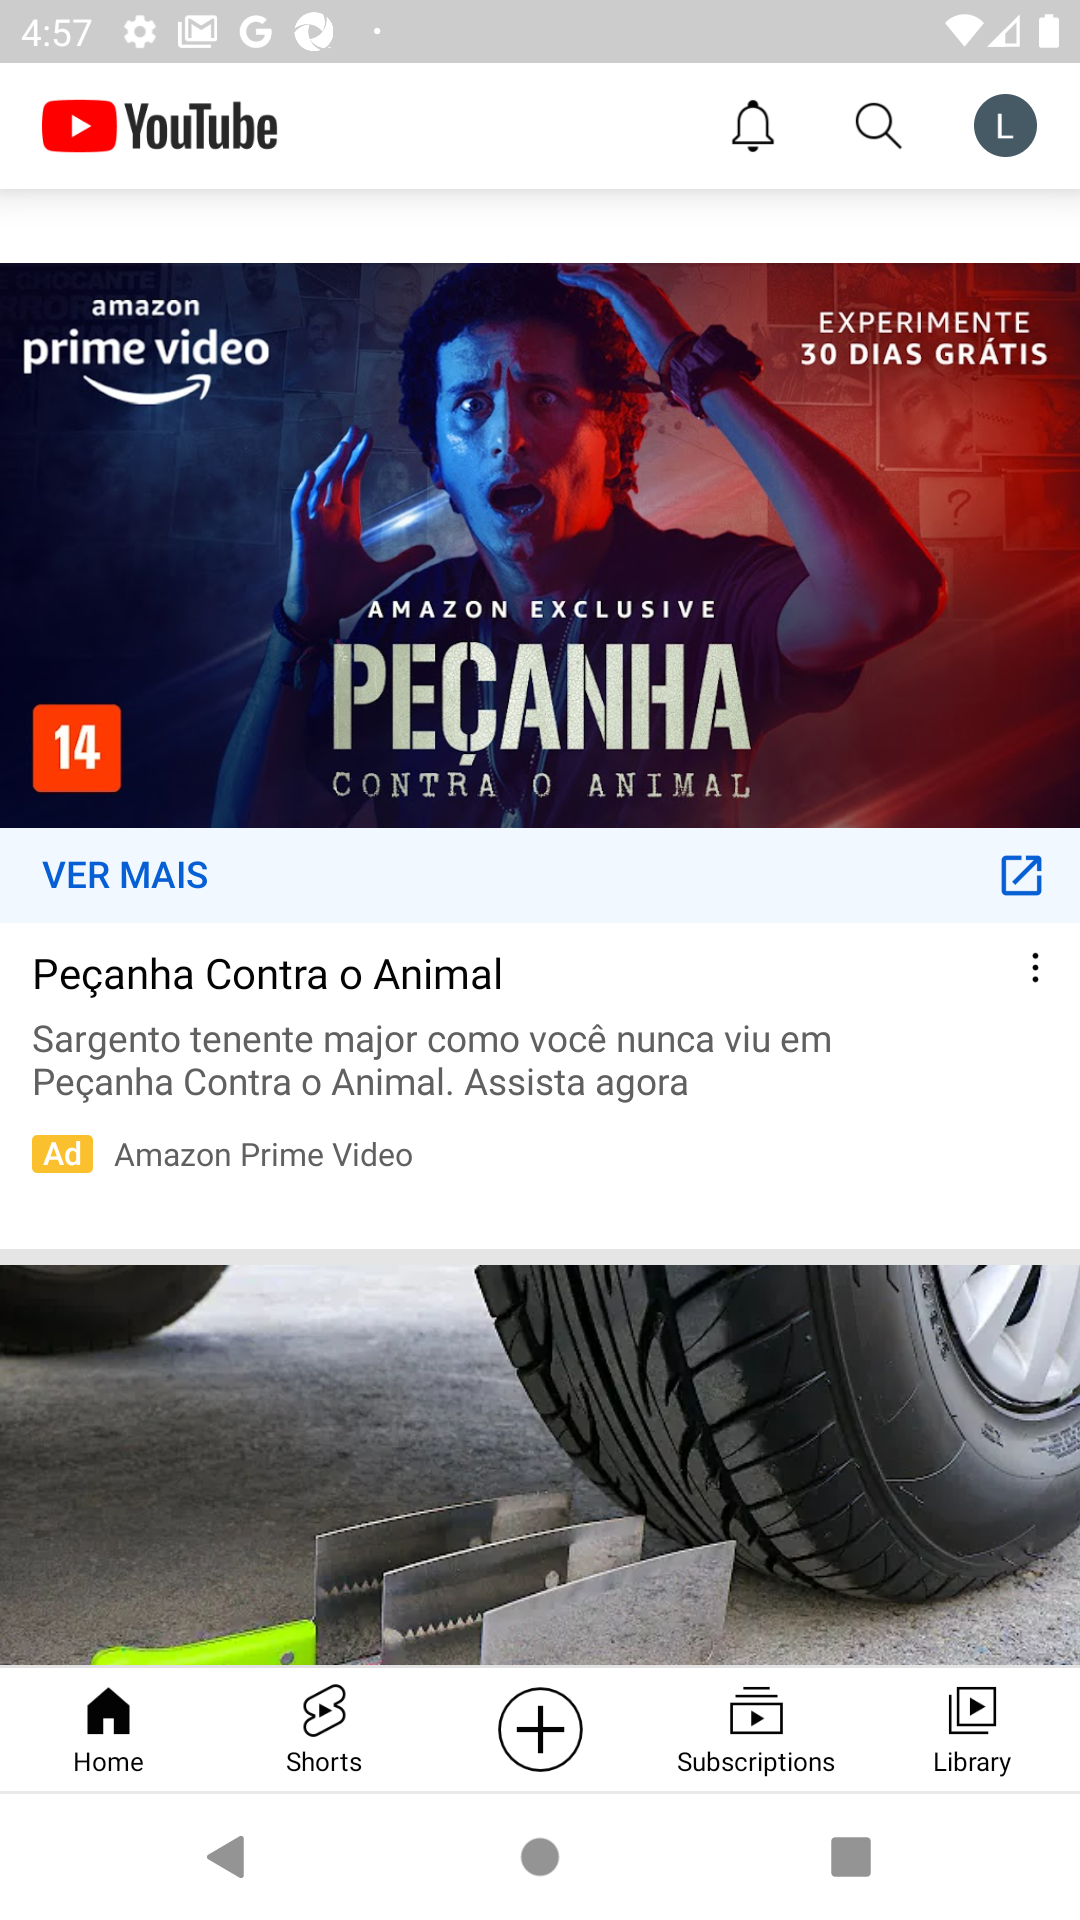 4:57
YouTube
L
amazon
prime video
EXPERIMENTE
30 DIAS GRÁTIS
?
AMAZON EXCLUSIVE
PEÇANHA
CONTRA O ANIMAL
14
VER MAIS
Peçanha Contra o Animal
Sargento tenente major como você nunca viu em
Peçanha Contra o Animal. Assista agora
Ad Amazon Prime Video
Home
Shorts
Subscriptions
Library